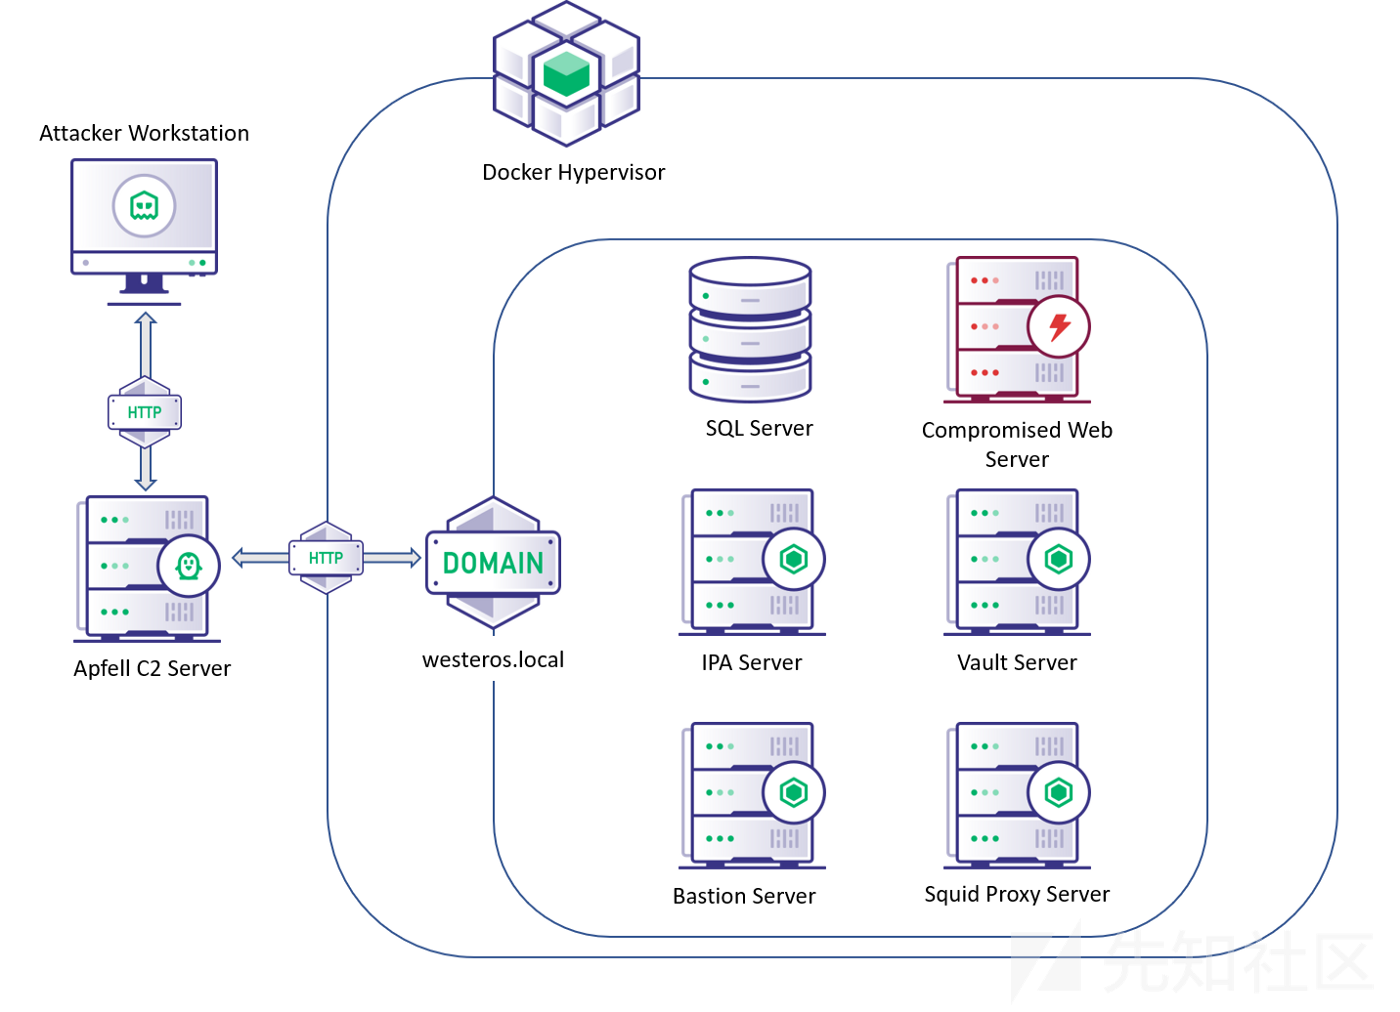 Docker Hypervisor
Attacker Workstation
HTTP
Apfell C2 Server
HTTP
DOMAIN
westeros.local
SQL Server
Compromised Web
Server
IPA Server
Vault Server
Bastion Server
Squid Proxy Server
先知社区